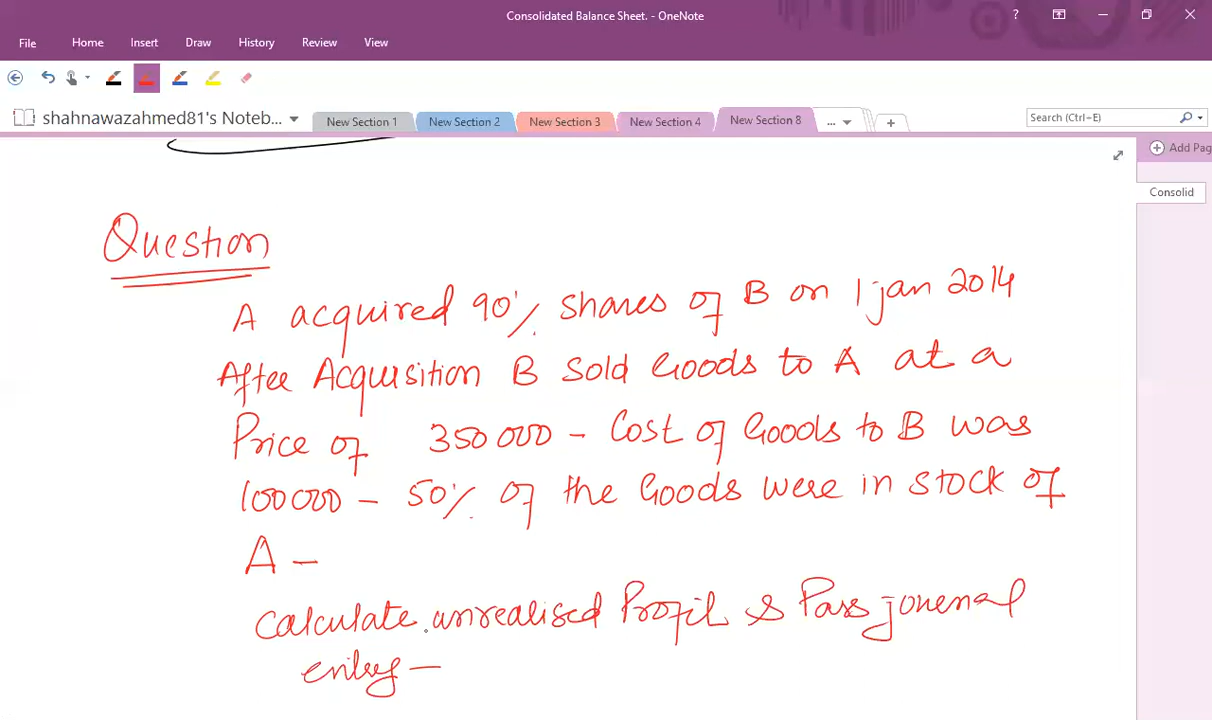 Consolidated Balance Sheet. - OneNote
?
File Home Insert Draw History Review View
shahnawazahmed81's Noteb... New Section 1 New Section 2 New Section 3 New Section 4 New Section 8 ... + Search (Ctrl+E)
Add Pag
Consolid
Question
A acquired 90% shares of B on 1 jan 2014
After Acquisition B sold Goods to A at a
Price of 350000 - Cost of Goods to B was
100000 - 50% of the Goods were in stock of
A -
calculate unrealised Profit & Pass journal
entry -